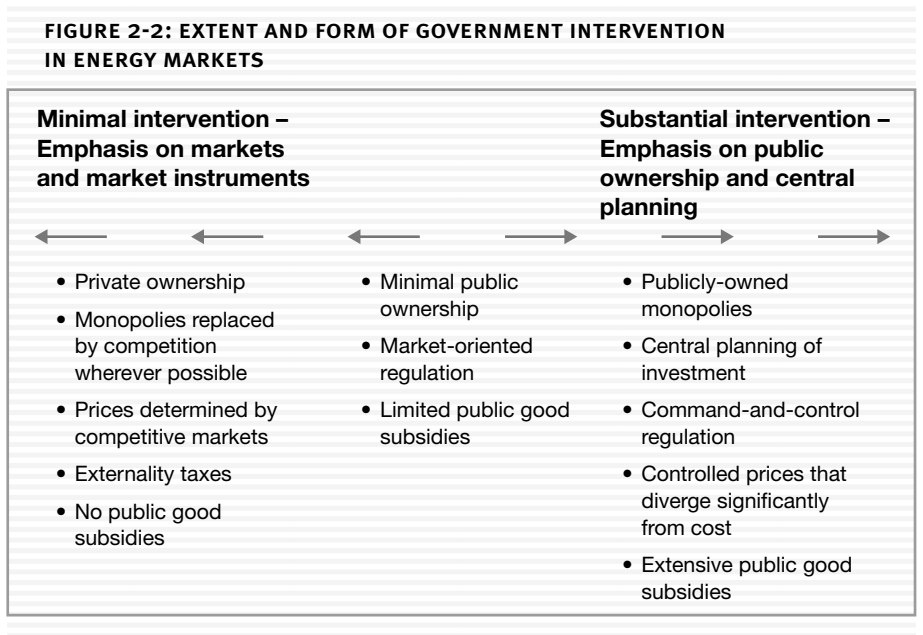 FIGURE 2-2: EXTENT AND FORM OF GOVERNMENT INTERVENTION
IN ENERGY MARKETS
Minimal intervention –
Emphasis on markets
and market instruments
Substantial intervention –
Emphasis on public
ownership and central
planning
• Private ownership
• Monopolies replaced
by competition
wherever possible
• Prices determined by
competitive markets
• Externality taxes
• No public good
subsidies
• Minimal public
ownership
• Market-oriented
regulation
• Limited public good
subsidies
• Publicly-owned
monopolies
• Central planning of
investment
• Command-and-control
regulation
• Controlled prices that
diverge significantly
from cost
• Extensive public good
subsidies